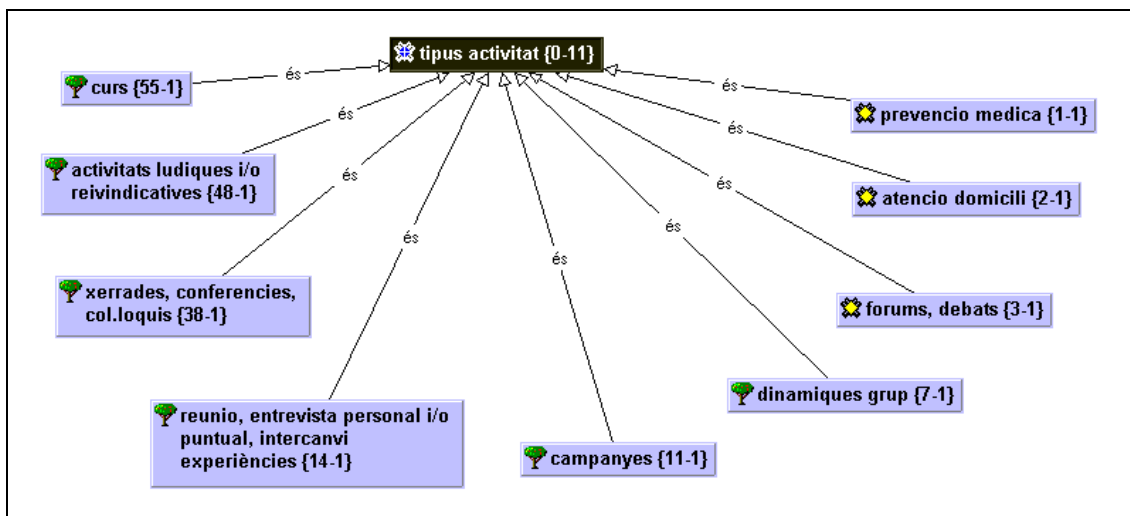 tipus activitat {0-11}
és
curs {55-1}
és
prevencio medica {1-1}
és
és
activitats ludiques i/o
reivindicatives {48-1}
és
atencio domicili {2-1}
és
és
és
és
xerrades, conferencies,
col.loquis {38-1}
forums, debats {3-1}
dinamiques grup {7-1}
reunio, entrevista personal i/o
puntual, intercanvi
experiències {14-1}
campanyes {11-1}